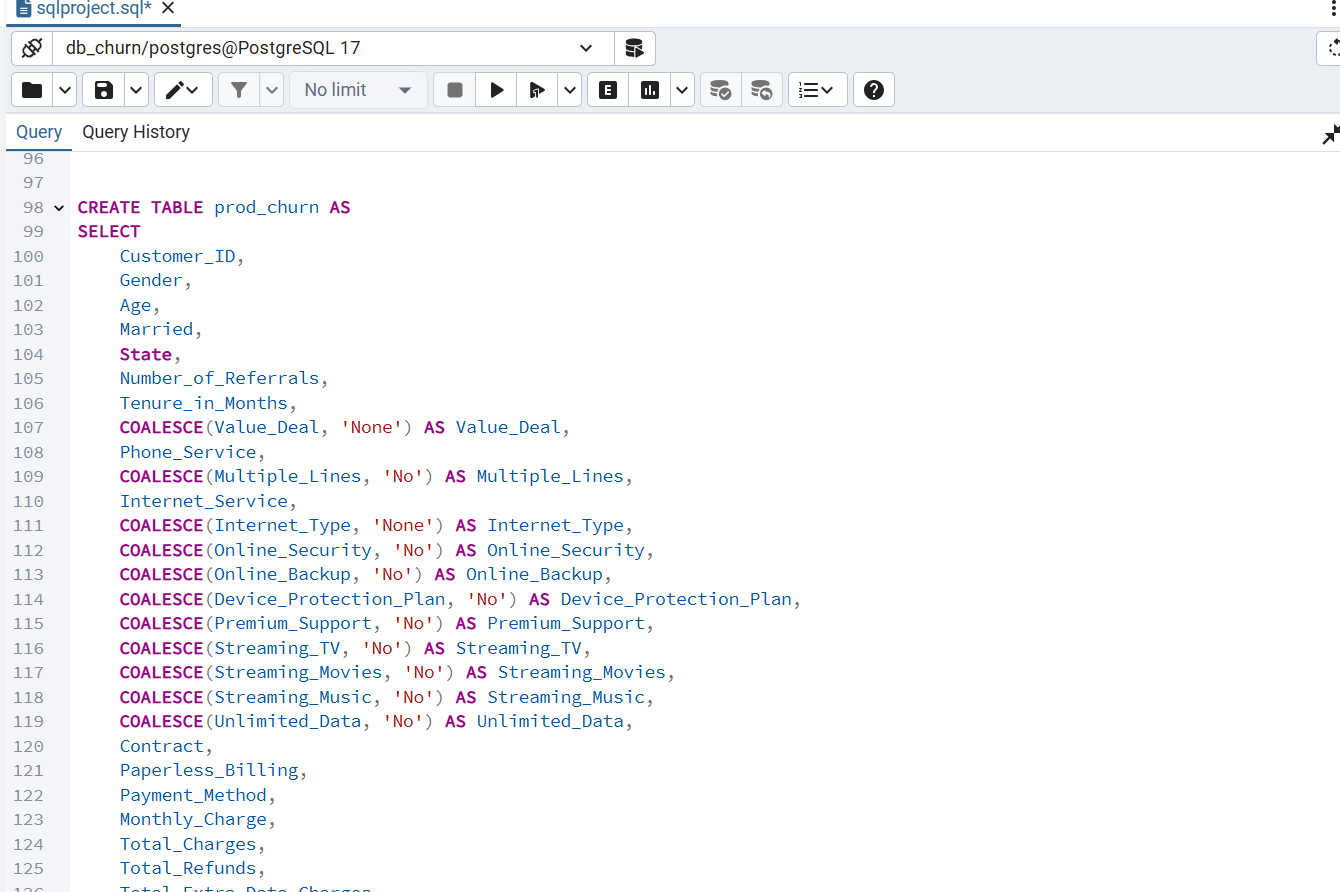 sqlproject.sql*
db_churn/postgres@PostgreSQL 17
No limit
E
Query Query History
96
97
98 CREATE TABLE prod_churn AS
99 SELECT
100 Customer_ID,
101 Gender,
102 Age,
103 Married,
104 State,
105 Number_of_Referrals,
106 Tenure_in_Months,
107 COALESCE(Value_Deal, 'None') AS Value_Deal,
108 Phone_Service,
109 COALESCE(Multiple_Lines, 'No') AS Multiple_Lines,
110 Internet_Service,
111 COALESCE(Internet_Type, 'None') AS Internet_Type,
112 COALESCE(Online_Security, 'No') AS Online_Security,
113 COALESCE(Online_Backup, 'No') AS Online_Backup,
114 COALESCE(Device_Protection_Plan, 'No') AS Device_Protection_Plan,
115 COALESCE(Premium_Support, 'No') AS Premium_Support,
116 COALESCE(Streaming_TV, 'No') AS Streaming_TV,
117 COALESCE(Streaming_Movies, 'No') AS Streaming_Movies,
118 COALESCE(Streaming_Music, 'No') AS Streaming_Music,
119 COALESCE(Unlimited_Data, 'No') AS Unlimited_Data,
120 Contract,
121 Paperless_Billing,
122 Payment_Method,
123 Monthly_Charge,
124 Total_Charges,
125 Total_Refunds,
126 Total_Extra_Data_Charges